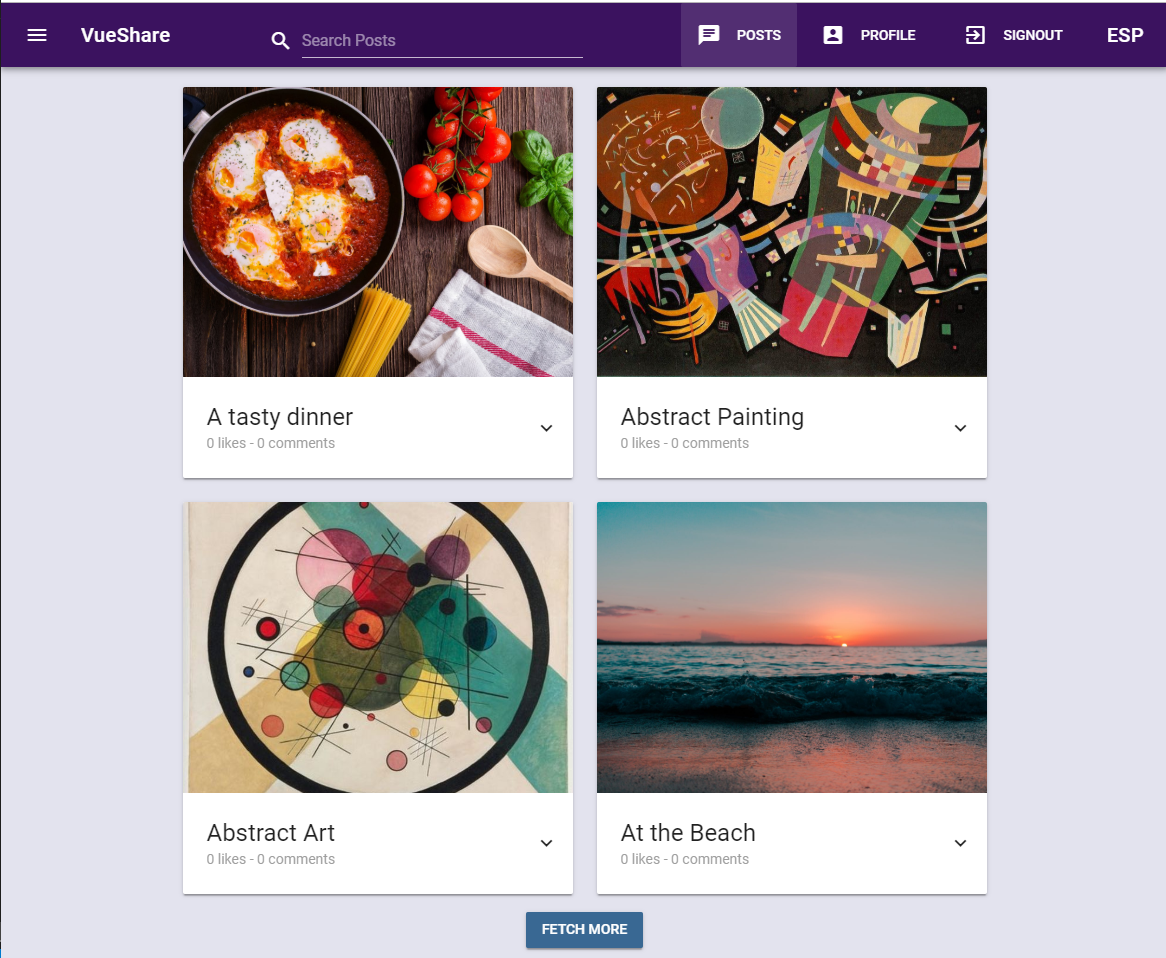 VueShare
Search Posts
POSTS
PROFILE
SIGNOUT
ESP
A tasty dinner
0 likes - 0 comments
Abstract Painting
0 likes - 0 comments
Abstract Art
0 likes - 0 comments
At the Beach
0 likes - 0 comments
FETCH MORE